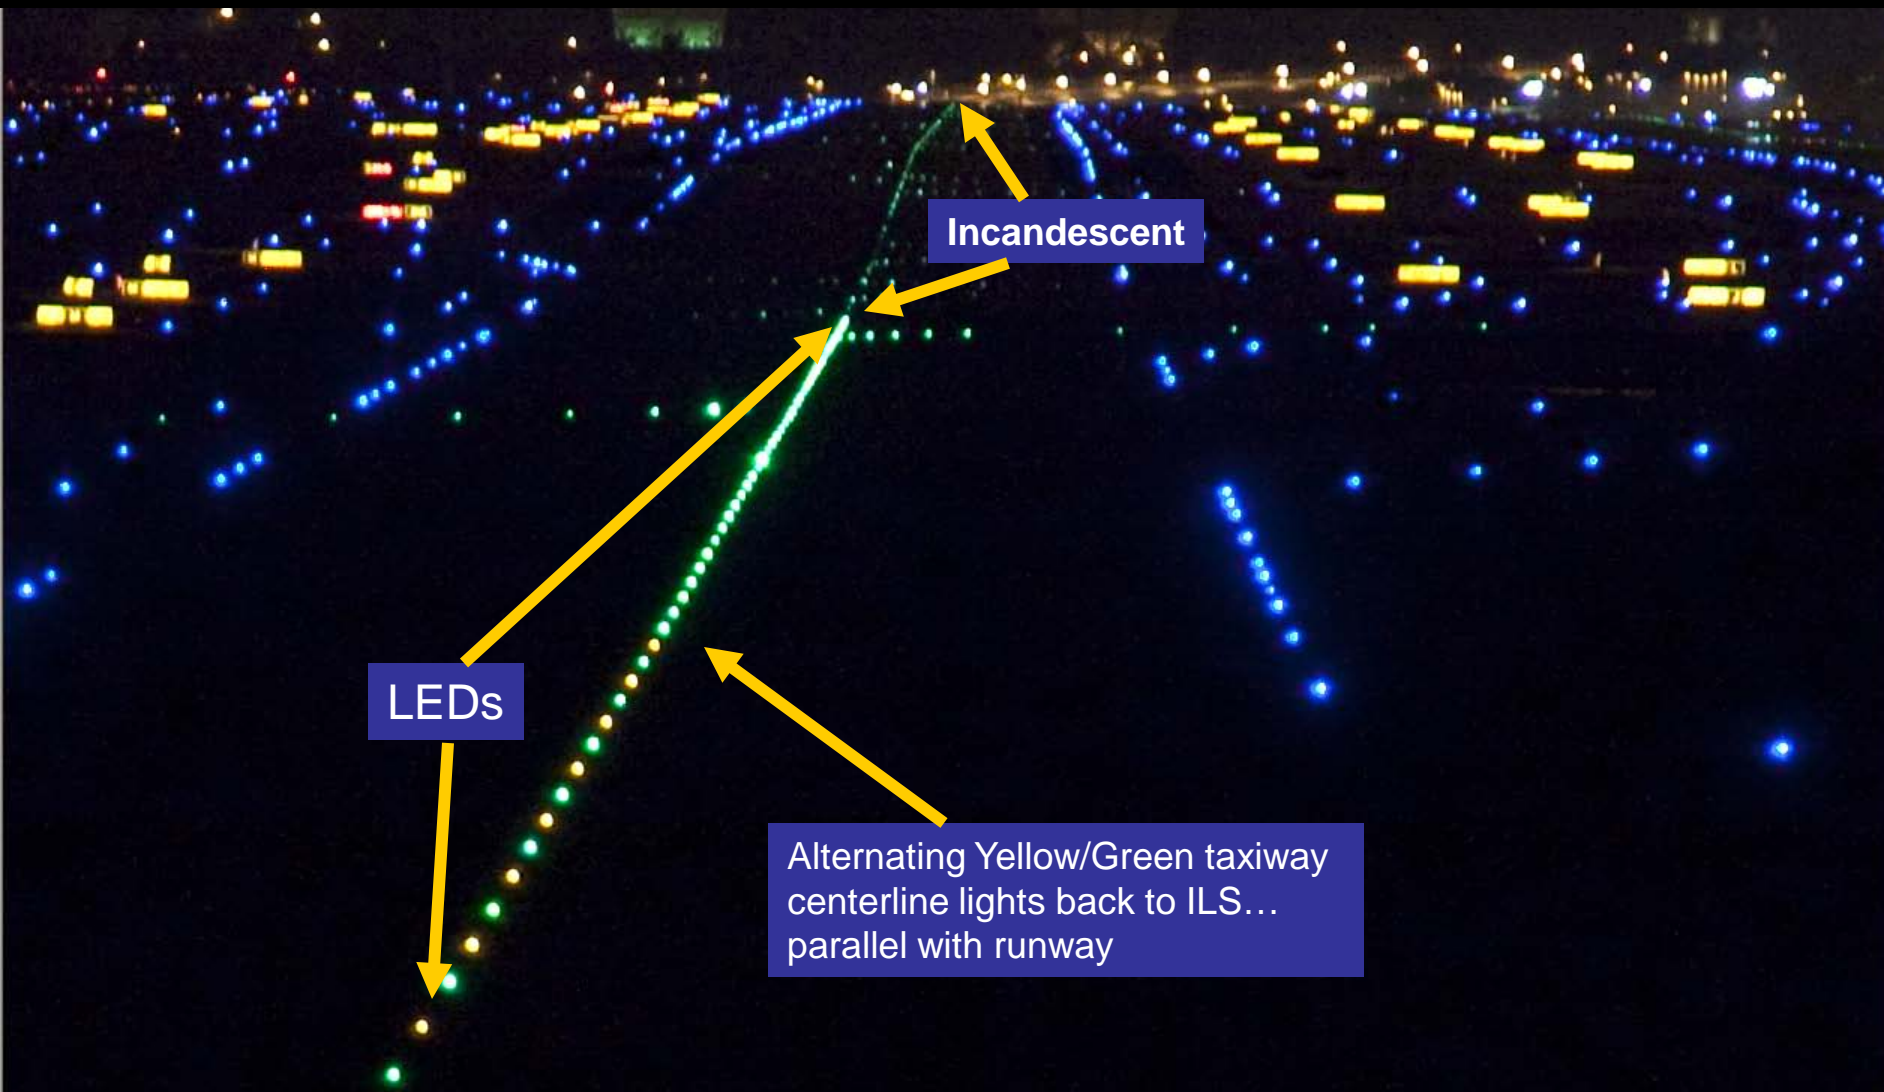 Incandescent
LEDs
Alternating Yellow/Green taxiway
centerline lights back to ILS…
parallel with runway